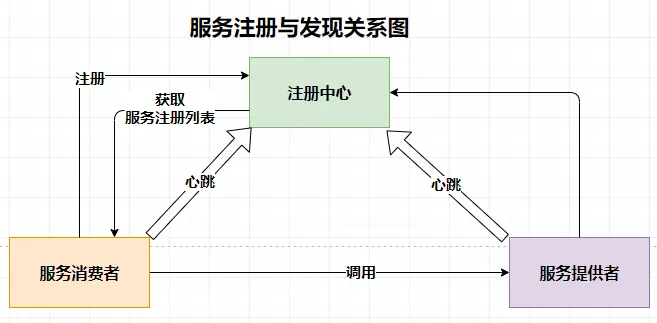 服务注册与发现关系图
注册
注册中心
获取
服务注册列表
心跳
心跳
服务消费者
调用
服务提供者